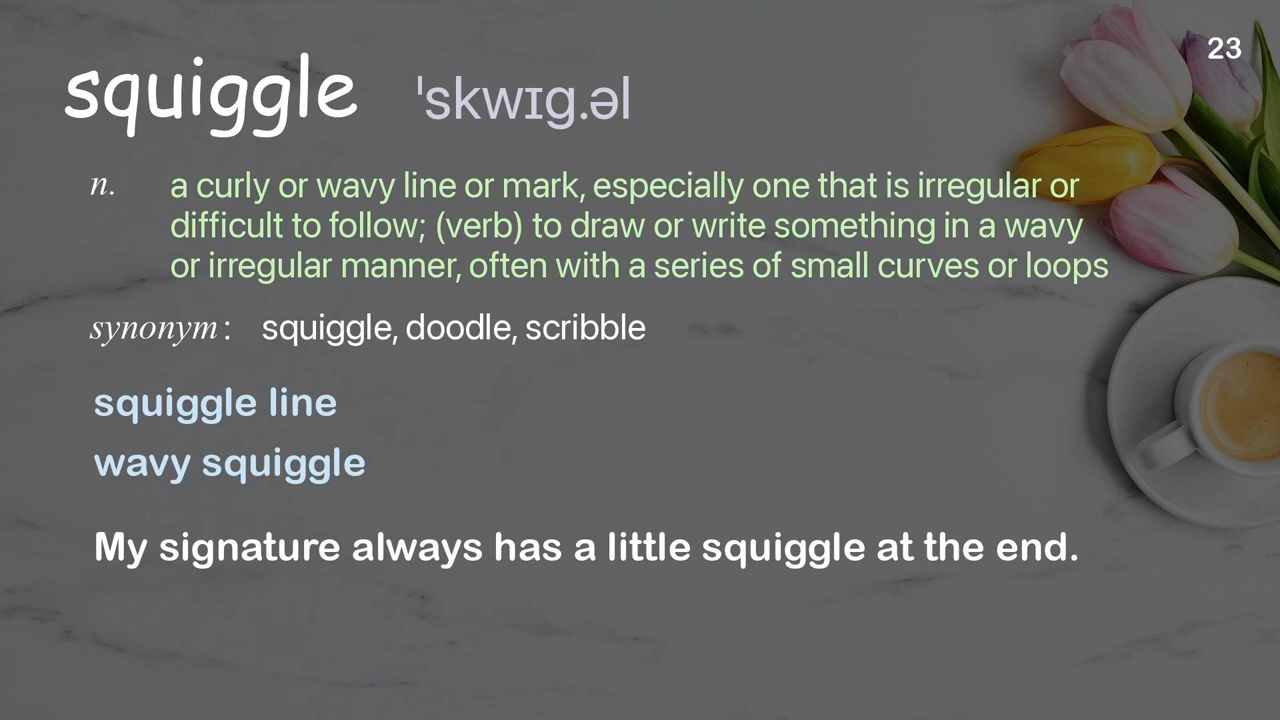 23
squiggle ˈskwɪg.əl
n. a curly or wavy line or mark, especially one that is irregular or
difficult to follow; (verb) to draw or write something in a wavy
or irregular manner, often with a series of small curves or loops
synonym: squiggle, doodle, scribble
squiggle line
wavy squiggle
My signature always has a little squiggle at the end.